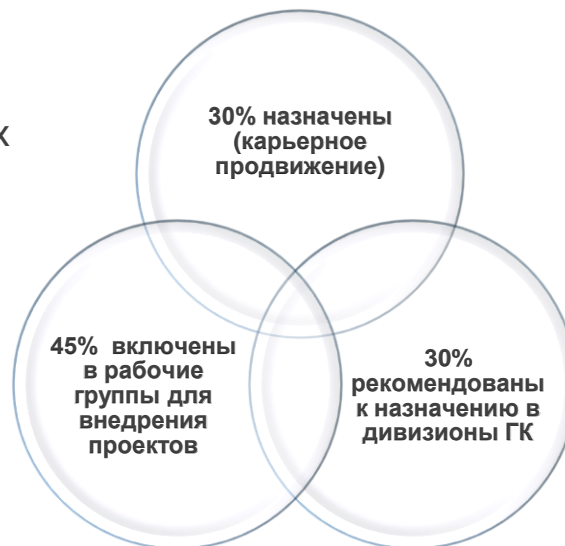 х
30% назначены
(карьерное
продвижение)
45% включены
в рабочие
группы для
внедрения
проектов
30%
рекомендованы
к назначению в
дивизионы ГК